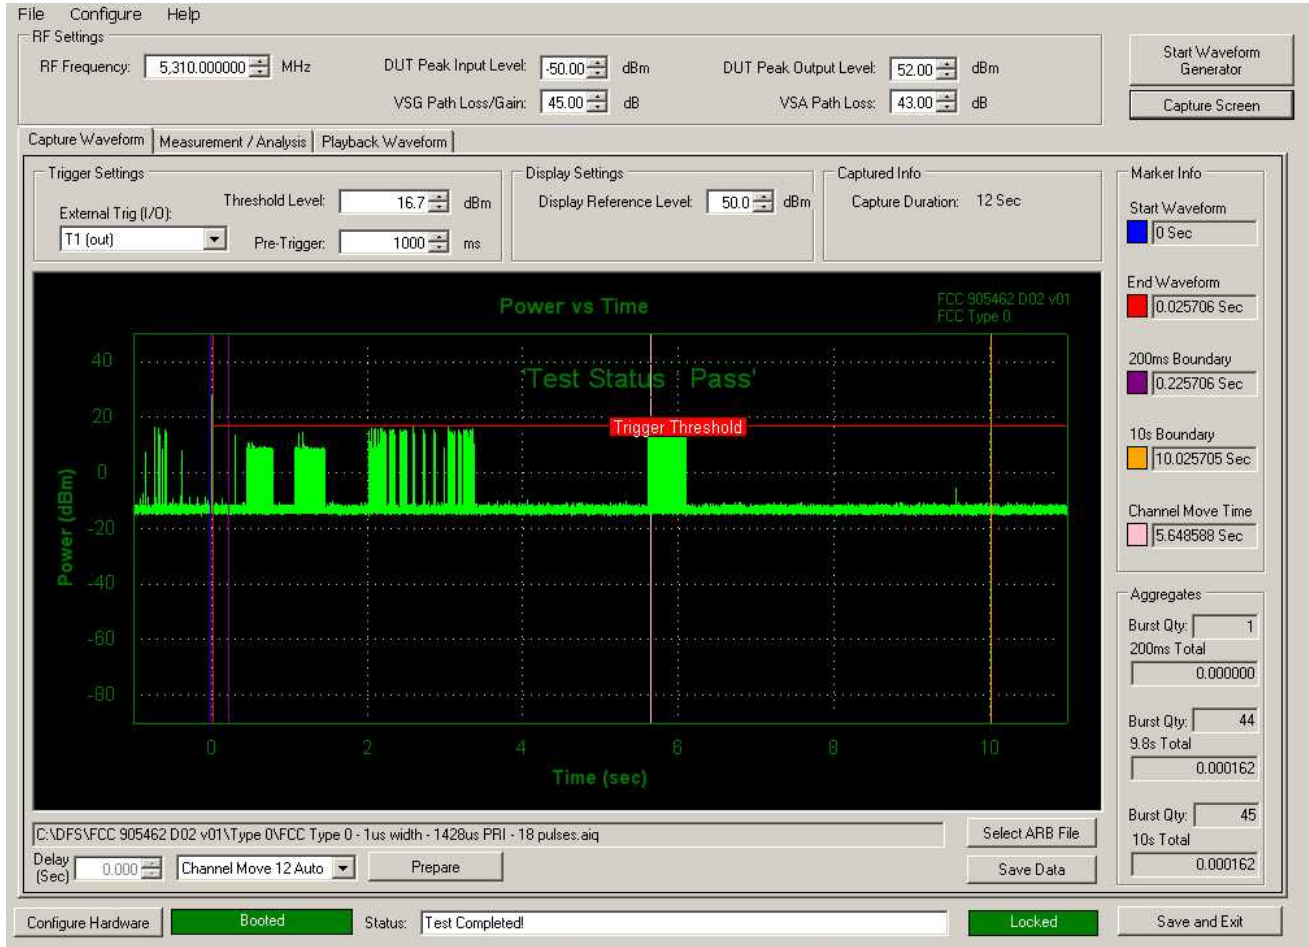 File Configure Help
RF Settings
RF Frequency: 5,310.000000 MHz DUT Peak Input Level: -50.00 dBm DUT Peak Output Level: 52.00 dBm
VSG Path Loss/Gain: 45.00 dB VSA Path Loss: 43.00 dB
Start Waveform
Generator
Capture Screen
Capture Waveform Measurement / Analysis Playback Waveform
Trigger Settings
Threshold Level: 16.7 dBm
External Trig (I/O):
T1 (out)
Pre-Trigger: 1000 ms
Display Settings
Display Reference Level: 50.0 dBm
Captured Info
Capture Duration: 12 Sec
Marker Info
Start Waveform
0 Sec
End Waveform
0.025706 Sec
200ms Boundary
0.225706 Sec
10s Boundary
10.025705 Sec
Channel Move Time
5.648588 Sec
Power vs Time
FCC 905462 D02 v01
FCC Type 0
'Test Status : Pass'
Trigger Threshold
Power (dBm)
40
20
0
-20
-40
-60
-80
0 2 4 6 8 10
Time (sec)
Aggregates
Burst Qty: 1
200ms Total
0.000000
Burst Qty: 44
9.8s Total
0.000162
Burst Qty: 45
10s Total
0.000162
C:\DFS\FCC 905462 D02 v01\Type 0\FCC Type 0 - 1us width - 1428us PRI - 18 pulses.aiq
Select ARB File
Delay
(Sec) 0.000 Channel Move 12 Auto Prepare
Save Data
Configure Hardware Booted Status: Test Completed! Locked Save and Exit